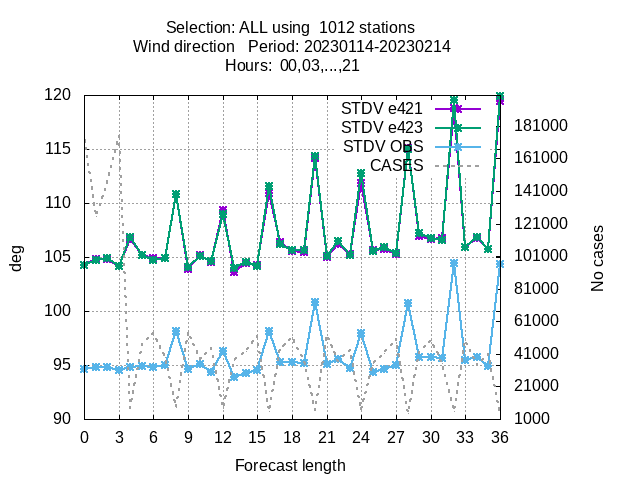 Selection: ALL using  1012 stations
Wind direction   Period: 20230114-20230214
Hours:  00,03,...,21
STDV e421
STDV e423
STDV OBS
CASES
120
115
110
105
100
95
90
deg
181000
161000
141000
121000
101000
81000
61000
41000
21000
1000
No cases
0 3 6 9 12 15 18 21 24 27 30 33 36
Forecast length